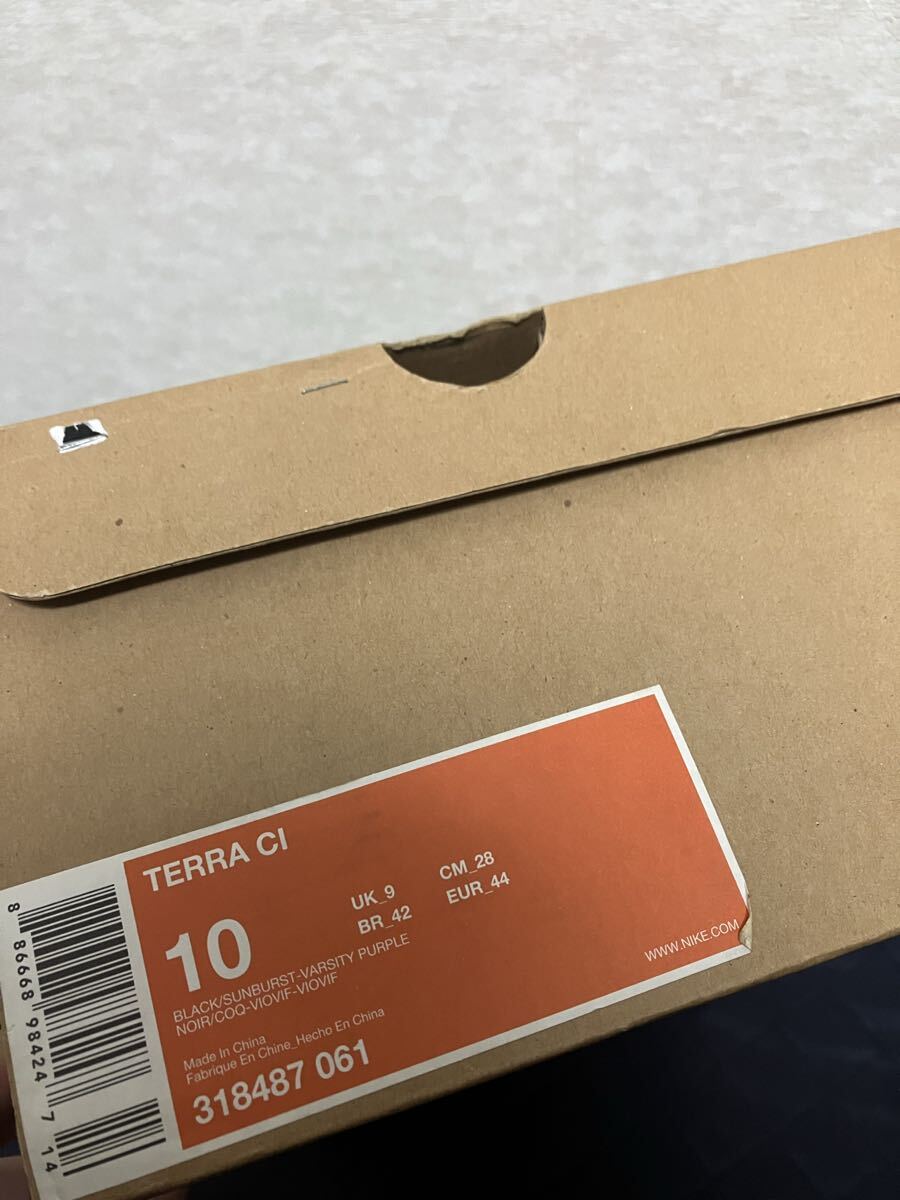 TERRA CI
10
UK_9
CM_28
BR_42
EUR_44
BLACK/SUNBURST-VARSITY PURPLE
NOIR/COQ-VIOVIF-VIOVIF
Made In China
Fabrique En Chine_Hecho En China
318487 061
WWW.NIKE.COM
8 86668 98424 7 14